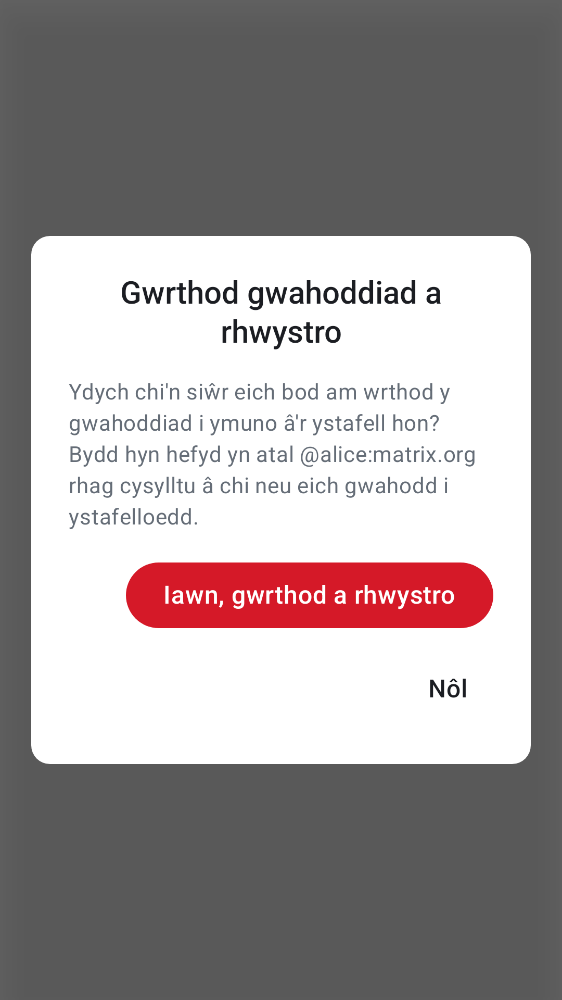 Gwrthod gwahoddiad a
rhwystro
Ydych chi'n siŵr eich bod am wrthod y
gwahoddiad i ymuno â'r ystafell hon?
Bydd hyn hefyd yn atal @alice:matrix.org
rhag cysylltu â chi neu eich gwahodd i
ystafelloedd.
Iawn, gwrthod a rhwystro
Nôl